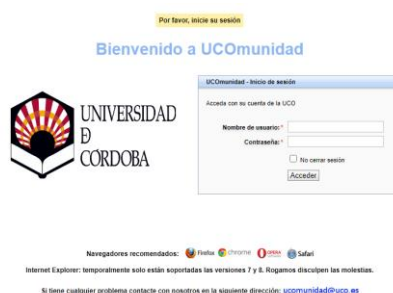 Por favor, inicie su sesión
Bienvenido a UCOmunidad
UNIVERSIDAD
Đ
CÓRDOBA
UCOmunidad - Inicio de sesión
Acceda con su cuenta de la UCO
Nombre de usuario:*
Contraseña:*
No cerrar sesión
Acceder
Navegadores recomendados: Firefox chrome OPERA Safari
Internet Explorer: temporalmente solo están soportadas las versiones 7 y 8. Rogamos disculpen las molestias.
Si tiene cualquier problema contacte con nosotros en la siguiente dirección: ucomunidad@uco.es